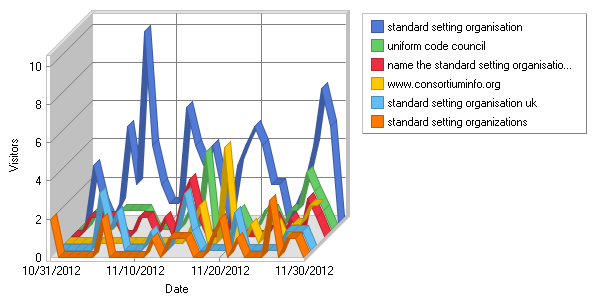 standard setting organisation
uniform code council
name the standard setting organisatio...
www.consortiuminfo.org
standard setting organisation uk
standard setting organizations
Visitors
10
8
6
4
2
0
10/31/2012 11/10/2012 11/20/2012 11/30/2012
Date